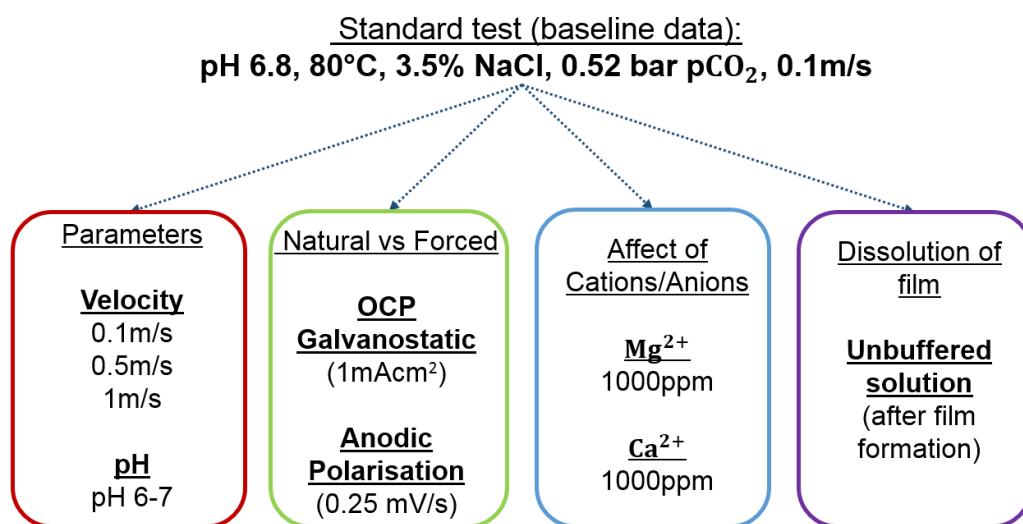 Standard test (baseline data):
pH 6.8, 80°C, 3.5% NaCl, 0.52 bar pCO₂, 0.1m/s
Parameters
Velocity
0.1m/s
0.5m/s
1m/s
pH
pH 6-7
Natural vs Forced
OCP
Galvanostatic
(1mAcm²)
Anodic
Polarisation
(0.25 mV/s)
Affect of
Cations/Anions
Mg²⁺
1000ppm
Ca²⁺
1000ppm
Dissolution of
film
Unbuffered
solution
(after film
formation)